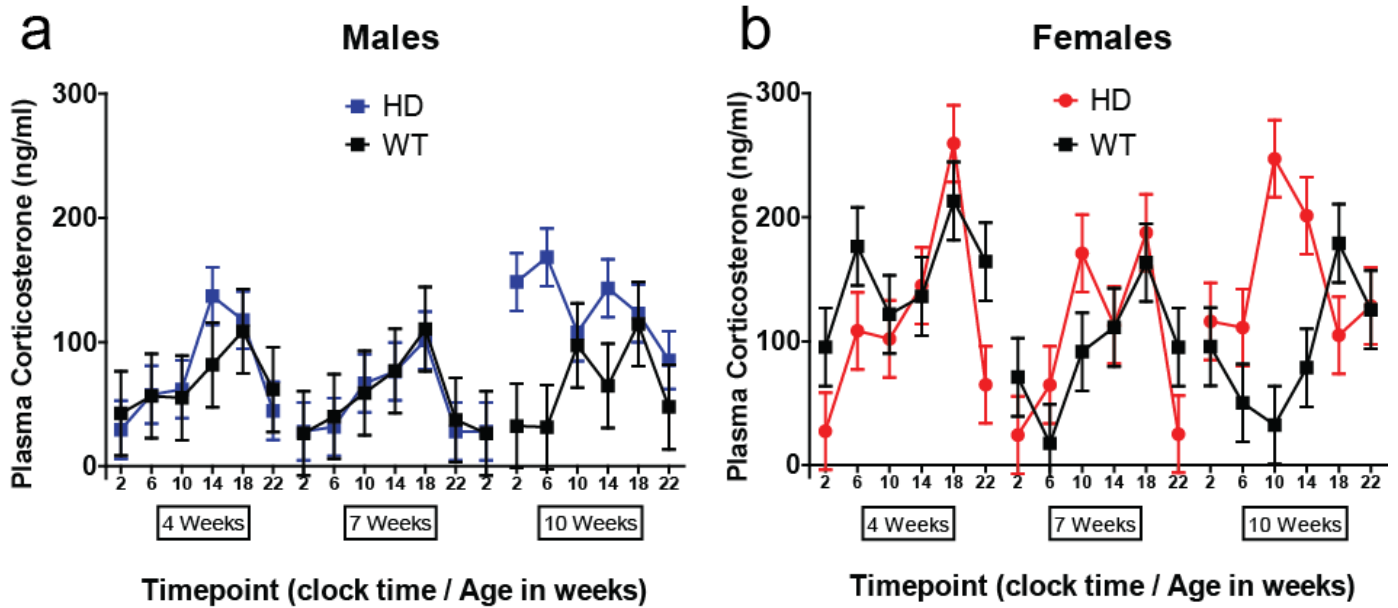 a
Males
Plasma Corticosterone (ng/ml)
300
200
100
0
HD
WT
2 6 10 14 18 22 2 6 10 14 18 22 2 2 6 10 14 18 22
4 Weeks
7 Weeks
10 Weeks
Timepoint (clock time / Age in weeks)
b
Females
Plasma Corticosterone (ng/ml)
300
200
100
0
HD
WT
2 6 10 14 18 22 2 6 10 14 18 22 2 6 10 14 18 22
4 Weeks
7 Weeks
10 Weeks
Timepoint (clock time / Age in weeks)